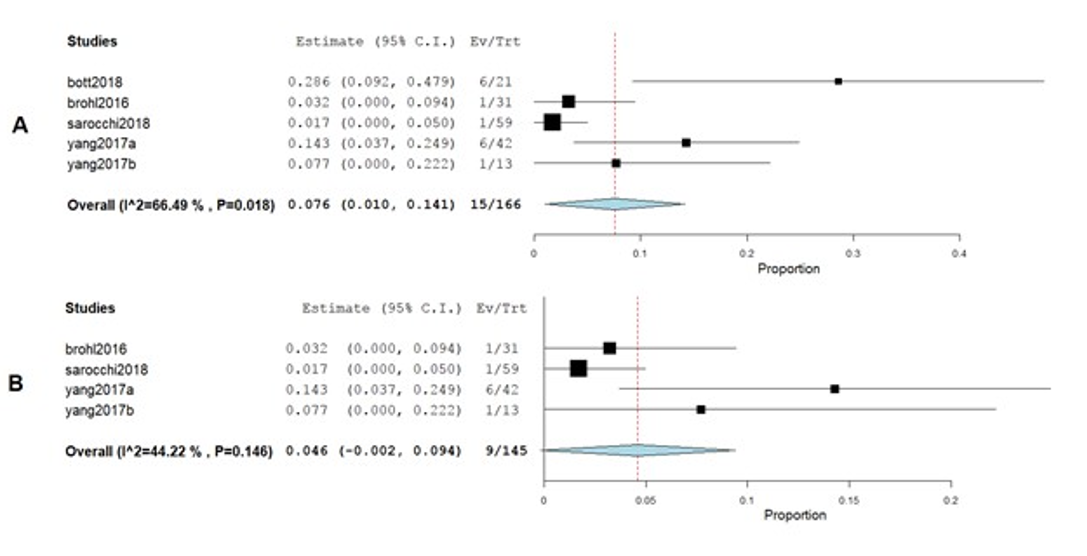 Studies Estimate (95% C.I.) Ev/Trt
bott2018 0.286 (0.092, 0.479) 6/21
brohl2016 0.032 (0.000, 0.094) 1/31
A
sarocchi2018 0.017 (0.000, 0.050) 1/59
yang2017a 0.143 (0.037, 0.249) 6/42
yang2017b 0.077 (0.000, 0.222) 1/13
Overall (I^2=66.49 % , P=0.018) 0.076 (0.010, 0.141) 15/166
0 0.1 0.2 0.3 0.4
Proportion
Studies Estimate (95% C.I.) Ev/Trt
brohl2016 0.032 (0.000, 0.094) 1/31
sarocchi2018 0.017 (0.000, 0.050) 1/59
B
yang2017a 0.143 (0.037, 0.249) 6/42
yang2017b 0.077 (0.000, 0.222) 1/13
Overall (I^2=44.22 % , P=0.146) 0.046 (-0.002, 0.094) 9/145
0 0.05 0.1 0.15 0.2
Proportion